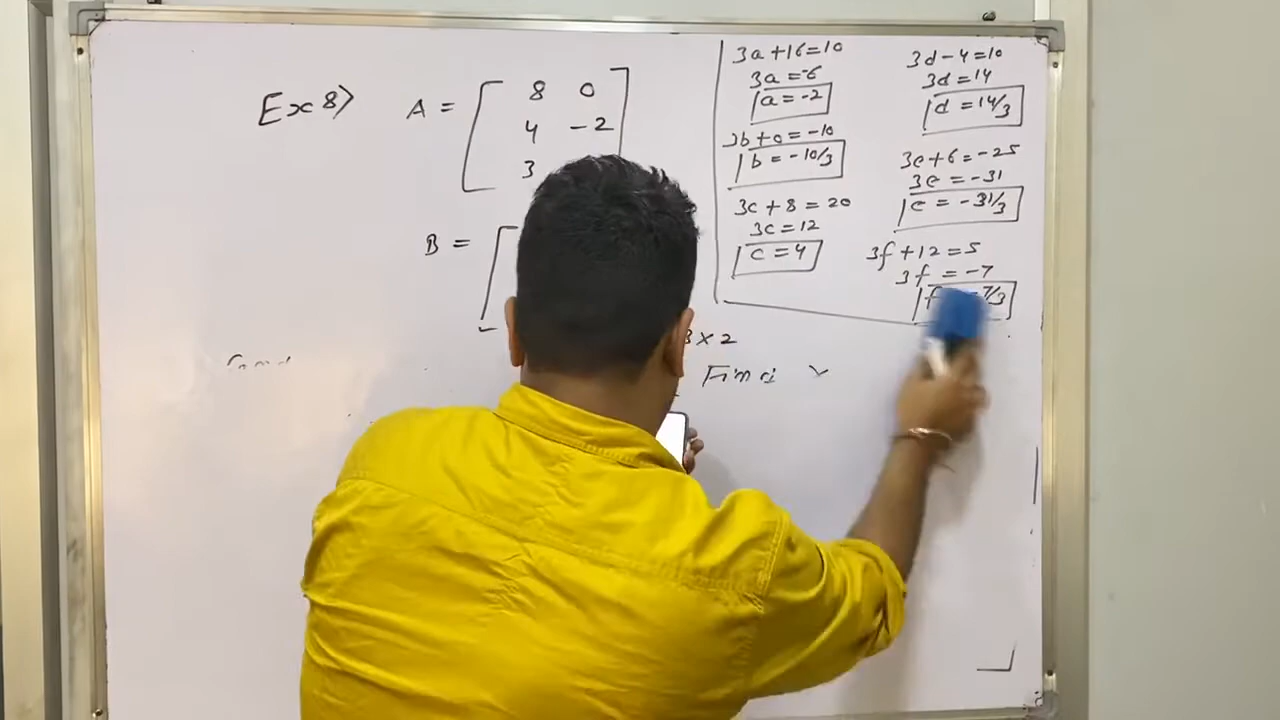 Ex 8) A = [ 8 0
4 -2
3
B = [
3 × 2
Find
3a + 16 = 10
3a = -6
a = -2
3b + 0 = -10
b = -10/3
3c + 8 = 20
3c = 12
c = 4
3d - 4 = 10
3d = 14
d = 14/3
3e + 6 = -25
3e = -31
e = -31/3
3f + 12 = 5
3f = -7
f -7/3